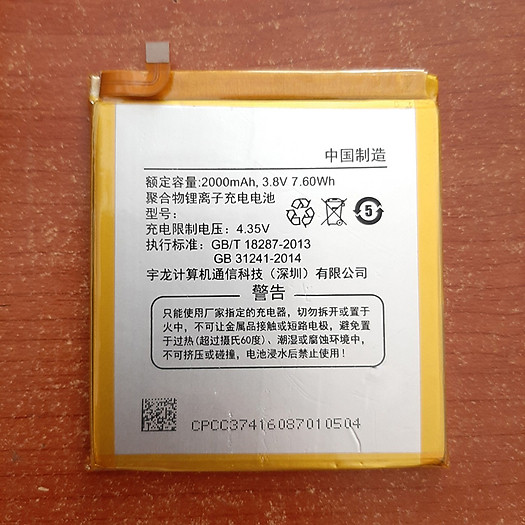 中国制造
额定容量:2000mAh, 3.8V 7.60Wh
聚合物锂离子充电电池
型号:
充电限制电压: 4.35V
执行标准: GB/T 18287-2013
GB 31241-2014
宇龙计算机通信科技（深圳）有限公司
5
警告
只能使用厂家指定的充电器，切勿拆开或置于
火中，不可让金属品接触或短路电极，避免置
于过热(超过摄氏60度)、潮湿或腐蚀环境中，
不可挤压或碰撞，电池浸水后禁止使用！
CPCC37416087010504